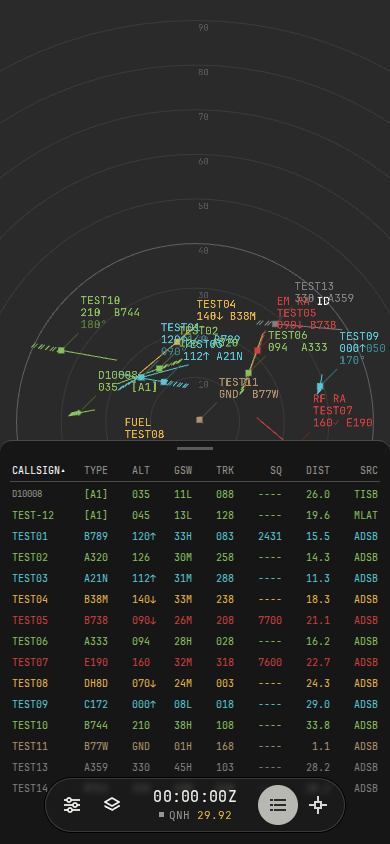 90
80
70
60
50
40
30
10
TEST13
330 A359
EM RA ID
TEST05
090↓ B738
TEST10
210 B744
180°
TEST04
140↓ B38M
TEST01
TEST02
TEST03
112↑ A21N
TEST06
094 A333
TEST09
000↑
170°
D10008
035 [A1]
TEST11
GND B77W
RF RA
TEST07
160 E190
FUEL
TEST08
CALLSIGN TYPE ALT GSW TRK SQ DIST SRC
D10008 [A1] 035 11L 088 ---- 26.0 TISB
TEST-12 [A1] 045 13L 128 ---- 19.6 MLAT
TEST01 B789 120↑ 33H 083 2431 15.5 ADSB
TEST02 A320 126 30M 258 ---- 14.3 ADSB
TEST03 A21N 112↑ 31M 288 ---- 11.3 ADSB
TEST04 B38M 140↓ 33M 238 ---- 18.3 ADSB
TEST05 B738 090↓ 26M 208 7700 21.1 ADSB
TEST06 A333 094 28H 028 ---- 16.2 ADSB
TEST07 E190 160 32M 318 7600 22.7 ADSB
TEST08 DH8D 070↓ 24M 003 ---- 24.3 ADSB
TEST09 C172 000↑ 08L 018 ---- 29.0 ADSB
TEST10 B744 210 38H 108 ---- 33.8 ADSB
TEST11 B77W GND 01H 168 ---- 1.1 ADSB
TEST13 A359 330 45H 103 ---- 28.2 ADSB
TEST14 ADSB
00:00:00Z
QNH 29.92